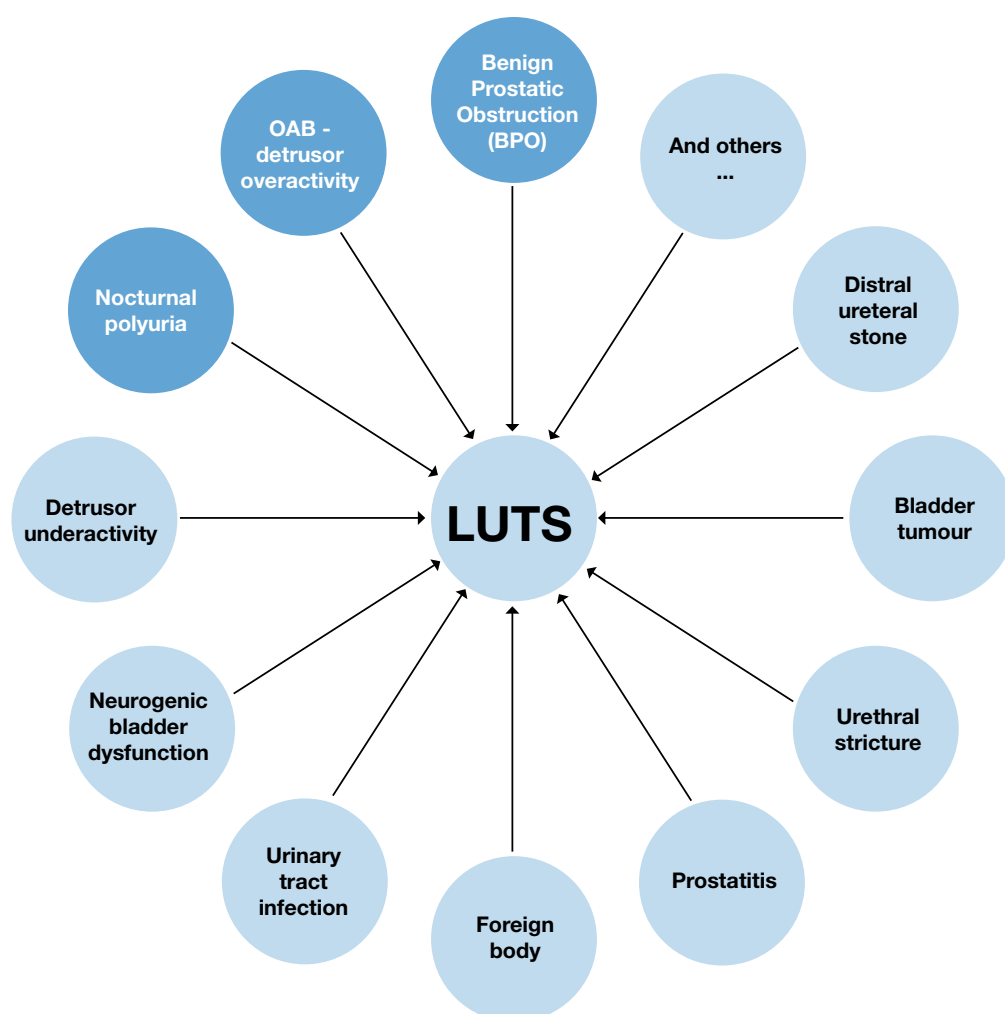 Benign
Prostatic
Obstruction
(BPO)
And others
...
Distral
ureteral
stone
Bladder
tumour
Urethral
stricture
Prostatitis
Foreign
body
Urinary
tract
infection
Neurogenic
bladder
dysfunction
Detrusor
underactivity
Nocturnal
polyuria
OAB -
detrusor
overactivity
LUTS